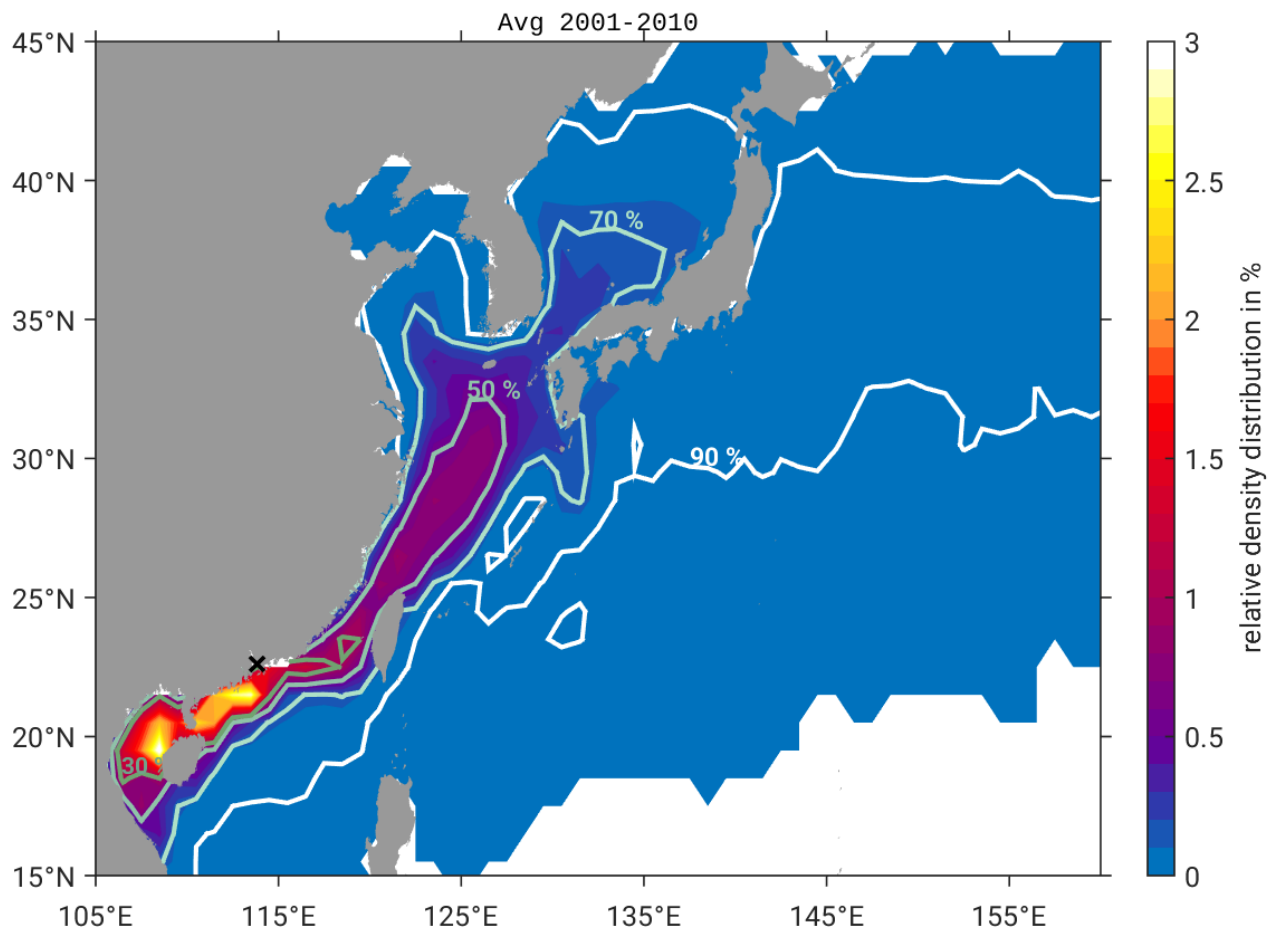 Avg 2001-2010
45°N
40°N
35°N
30°N
25°N
20°N
15°N
105°E
115°E
125°E
135°E
145°E
155°E
70 %
50 %
90 %
30 %
3
2.5
2
1.5
1
0.5
0
relative density distribution in %